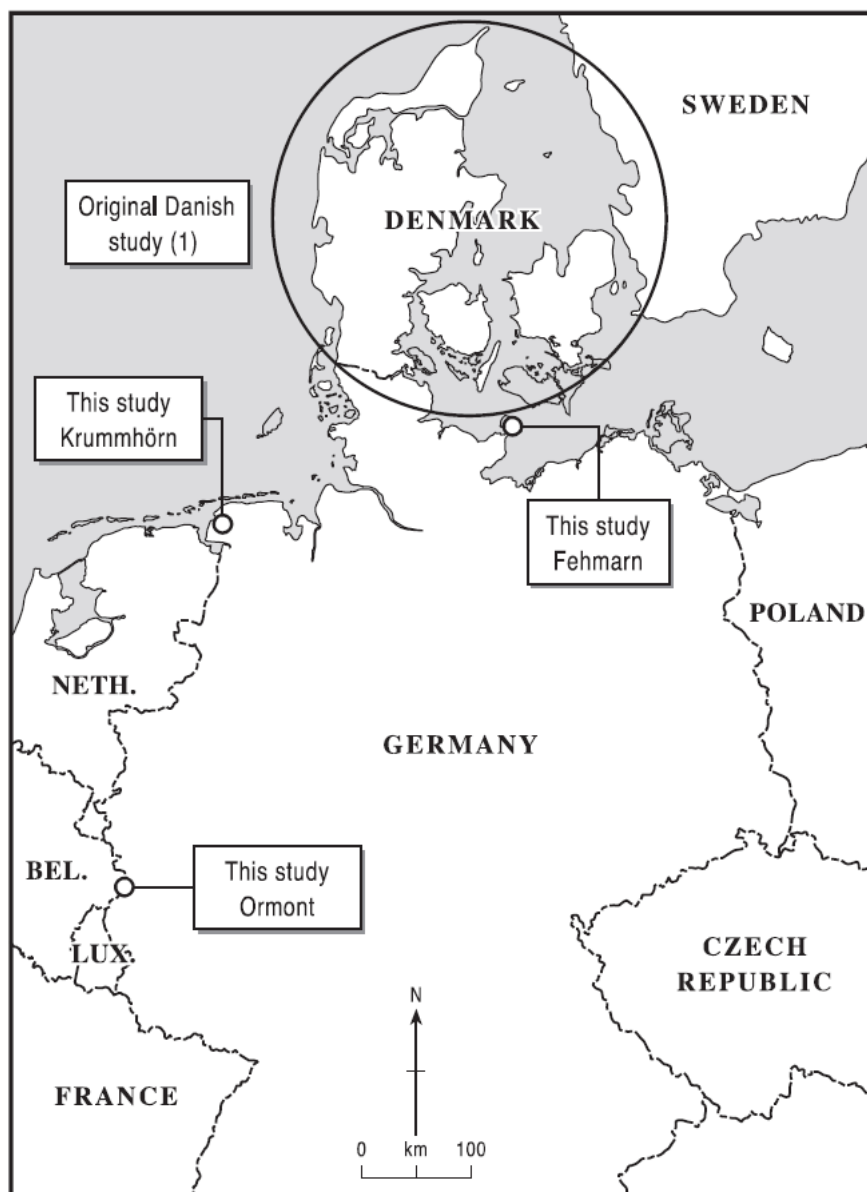 SWEDEN
Original Danish
study (1)
DENMARK
This study
Krummhörn
This study
Fehmarn
POLAND
NETH.
GERMANY
BEL.
This study
Ormont
LUX.
CZECH
REPUBLIC
N
FRANCE
0 km 100